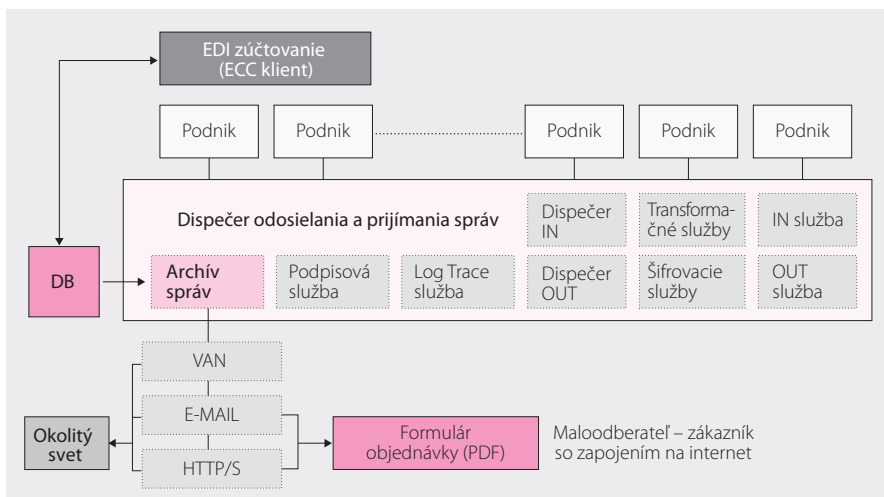 EDI zúčtovanie
(ECC klient)
Podnik
Podnik
Podnik
Podnik
Podnik
Dispečer odosielania a prijímania správ
Dispečer
IN
Transforma-
čné služby
IN služba
DB
Archív
správ
Podpisová
služba
Log Trace
služba
Dispečer
OUT
Šifrovacie
služby
OUT
služba
VAN
E-MAIL
HTTP/S
Okolitý
svet
Formulár
objednávky (PDF)
Maloodberateľ – zákazník
so zapojením na internet